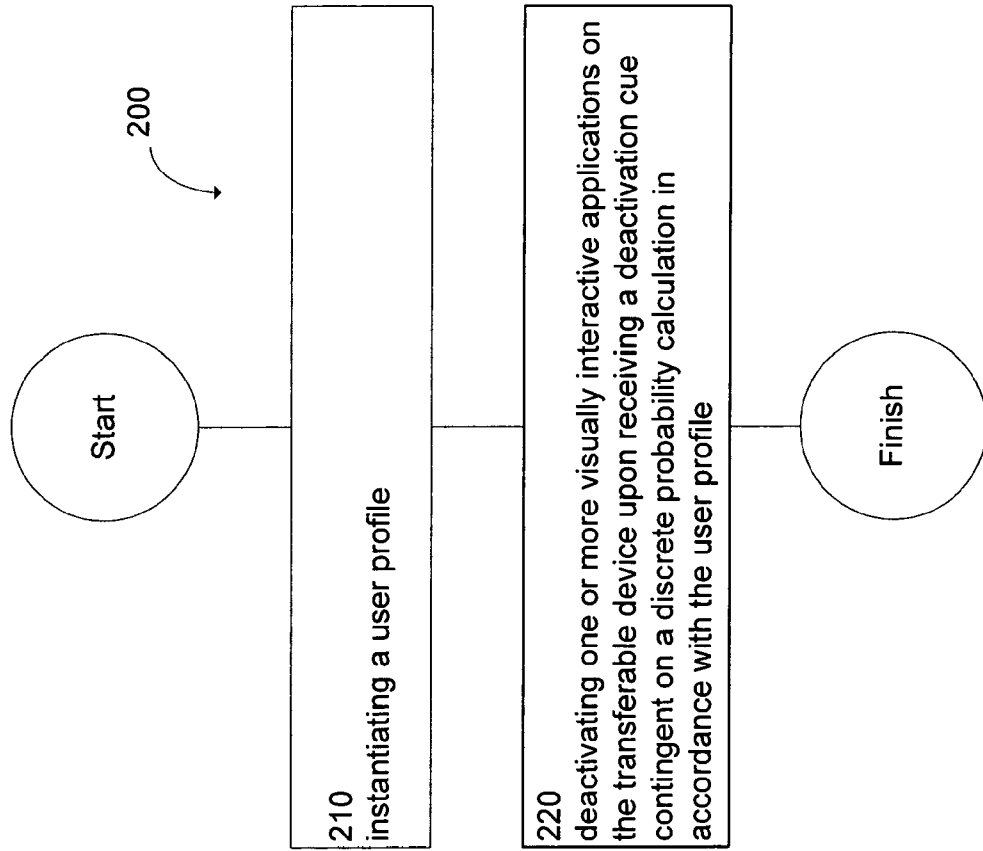 200
Start
210
instantiating a user profile
220
deactivating one or more visually interactive applications on
the transferable device upon receiving a deactivation cue
contingent on a discrete probability calculation in
accordance with the user profile
Finish